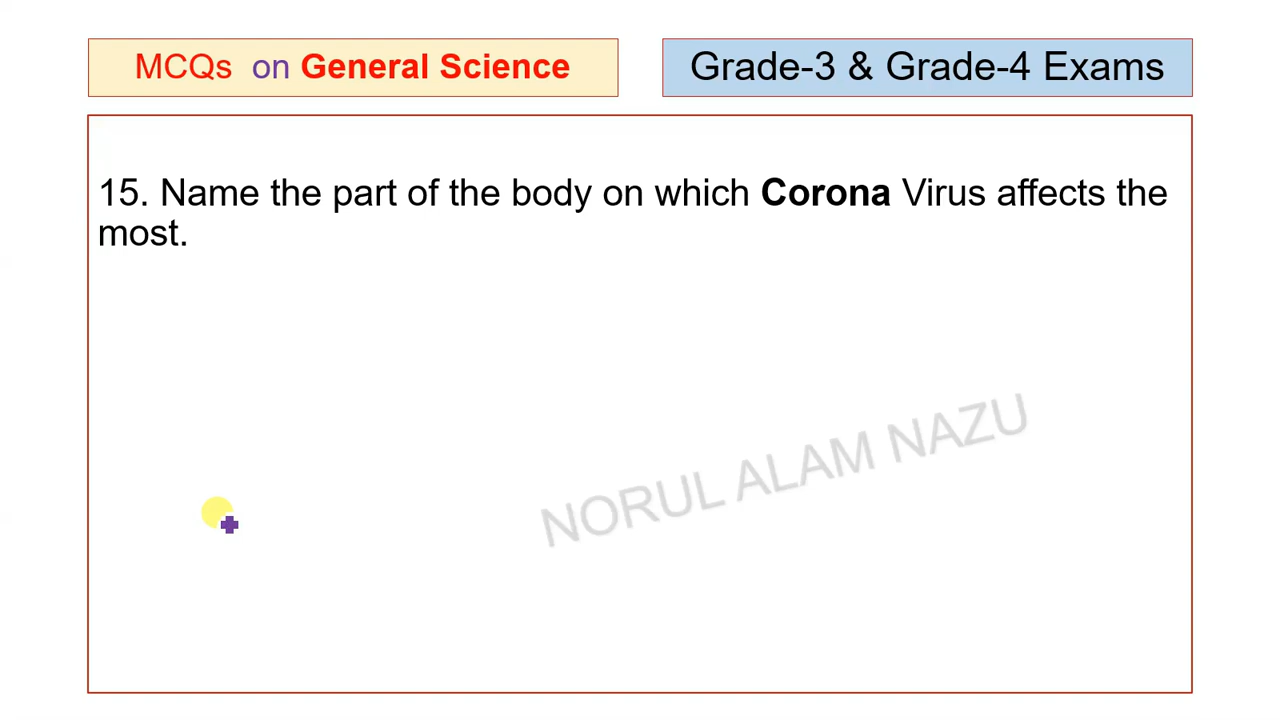 MCQs on General Science
Grade-3 & Grade-4 Exams
15. Name the part of the body on which Corona Virus affects the
most.
NORUL ALAM NAZU